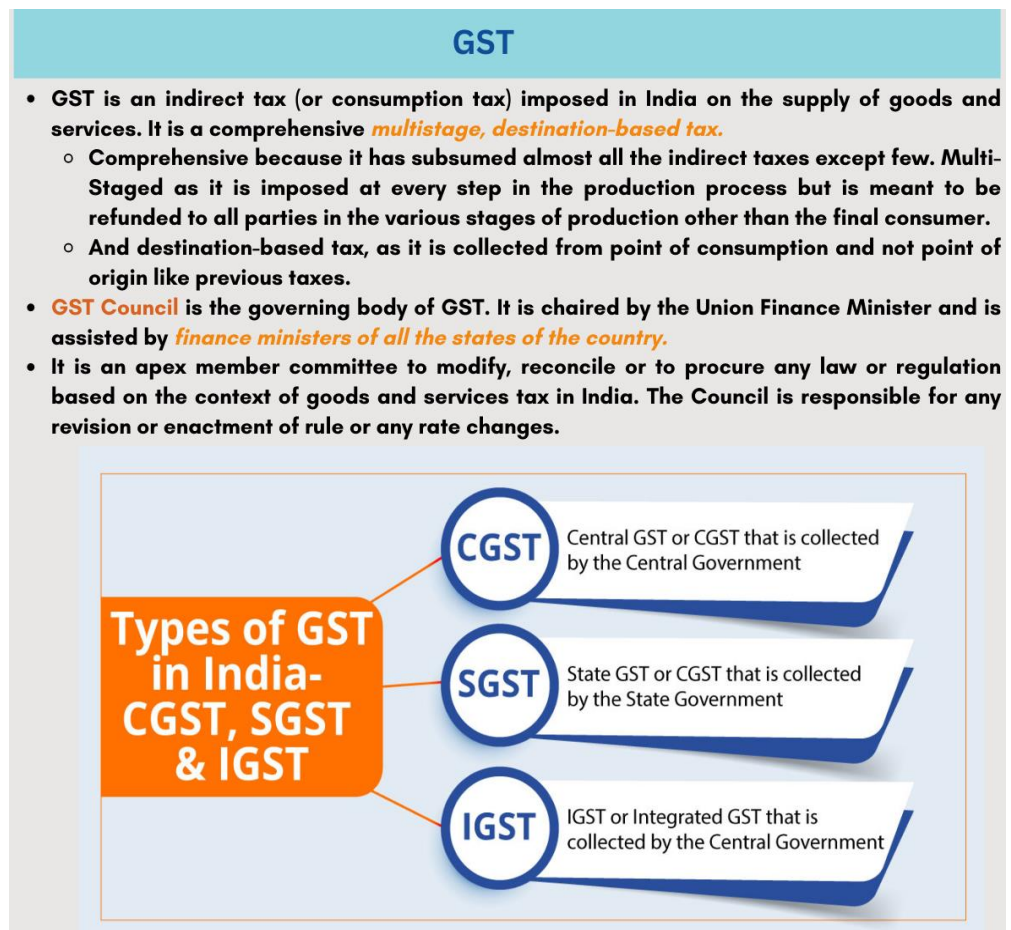 GST
• GST is an indirect tax (or consumption tax) imposed in India on the supply of goods and
services. It is a comprehensive multistage, destination-based tax.
○ Comprehensive because it has subsumed almost all the indirect taxes except few. Multi-
Staged as it is imposed at every step in the production process but is meant to be
refunded to all parties in the various stages of production other than the final consumer.
○ And destination-based tax, as it is collected from point of consumption and not point of
origin like previous taxes.
• GST Council is the governing body of GST. It is chaired by the Union Finance Minister and is
assisted by finance ministers of all the states of the country.
• It is an apex member committee to modify, reconcile or to procure any law or regulation
based on the context of goods and services tax in India. The Council is responsible for any
revision or enactment of rule or any rate changes.
Types of GST
in India-
CGST, SGST
& IGST
CGST
Central GST or CGST that is collected
by the Central Government
SGST
State GST or CGST that is collected
by the State Government
IGST
IGST or Integrated GST that is
collected by the Central Government